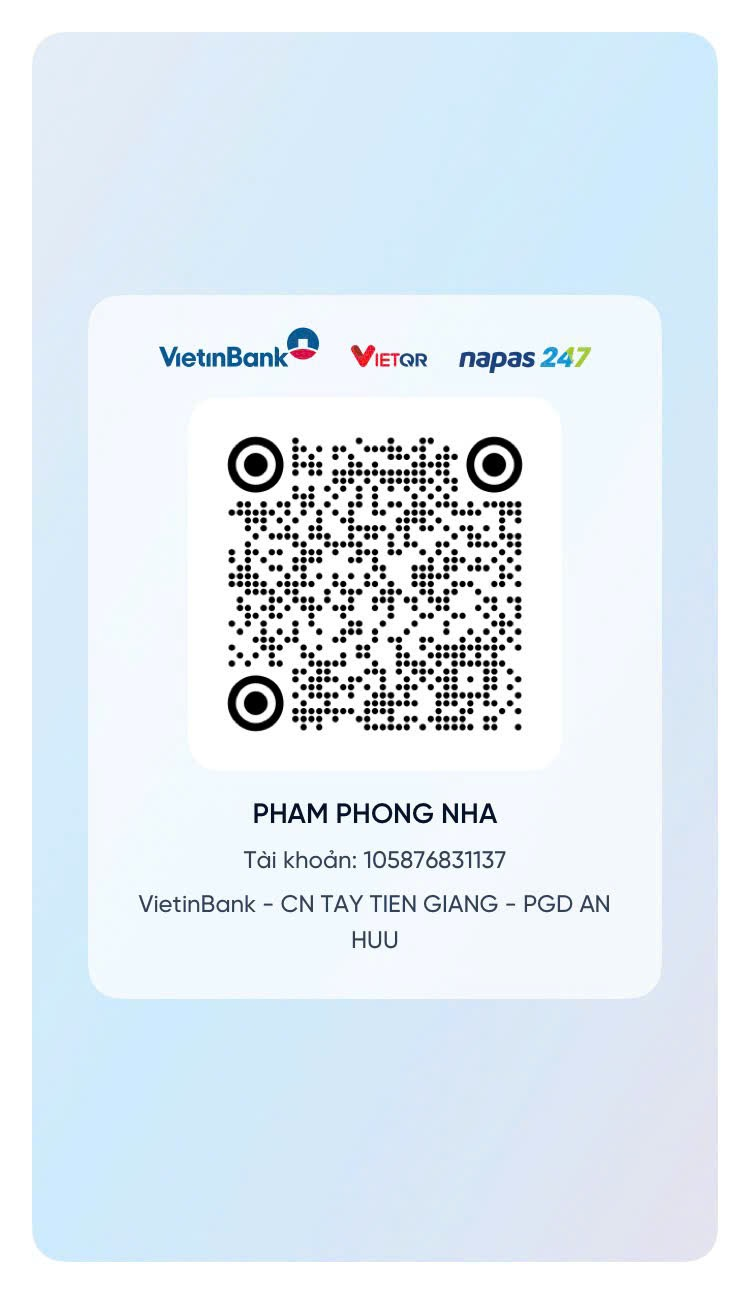 VietinBank VIETQR napas 247
PHAM PHONG NHA
Tài khoản: 105876831137
VietinBank - CN TAY TIEN GIANG - PGD AN
HUU